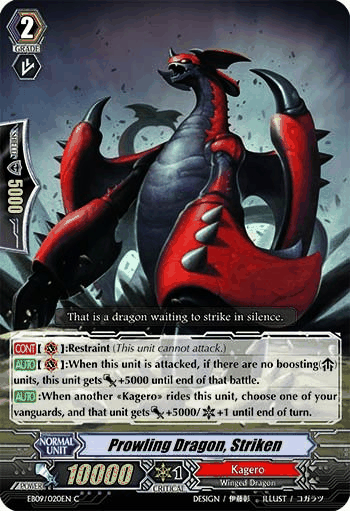 2
GRADE
SHIELD
5000
That is a dragon waiting to strike in silence.
CONT [ ]:Restraint (This unit cannot attack.)
AUTO [ ]:When this unit is attacked, if there are no boosting( )
units, this unit gets +5000 until end of that battle.
AUTO :When another «Kagero» rides this unit, choose one of your
vanguards, and that unit gets +5000/ +1 until end of turn.
NORMAL
UNIT
Prowling Dragon, Striken
POWER
10000
1
CRITICAL
Kagero
Winged Dragon
EB09/020EN C
DESIGN / 伊藤彰 / ILLUST / コガラツ